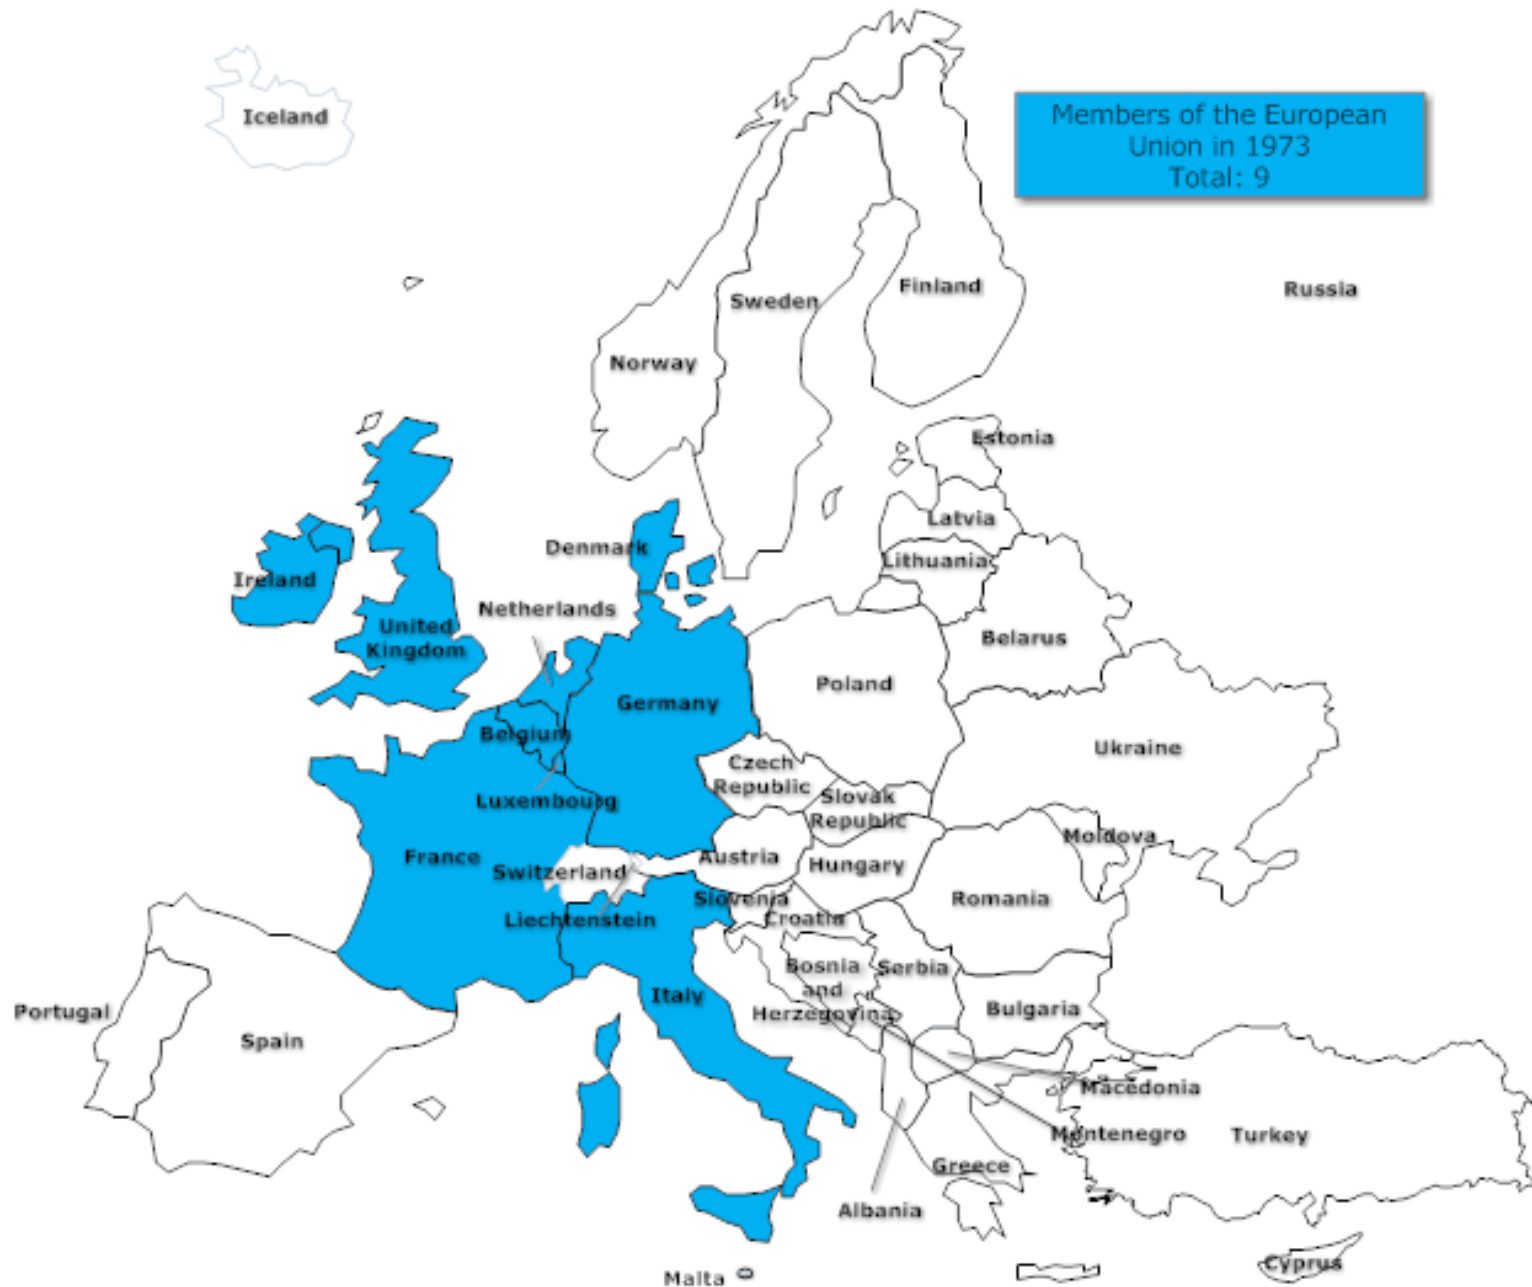 Iceland
Members of the European
Union in 1973
Total: 9
Russia
Finland
Sweden
Norway
Estonia
Latvia
Lithuania
Denmark
Ireland
Netherlands
United
Kingdom
Belarus
Poland
Germany
Belgium
Ukraine
Czech
Republic
Luxembourg
Slovak
Republic
Moldova
France
Austria
Hungary
Switzerland
Slovenia
Romania
Liechtenstein
Croatia
Bosnia
and
Herzegovina
Serbia
Italy
Bulgaria
Portugal
Spain
Macedonia
Montenegro
Turkey
Greece
Albania
Cyprus
Malta